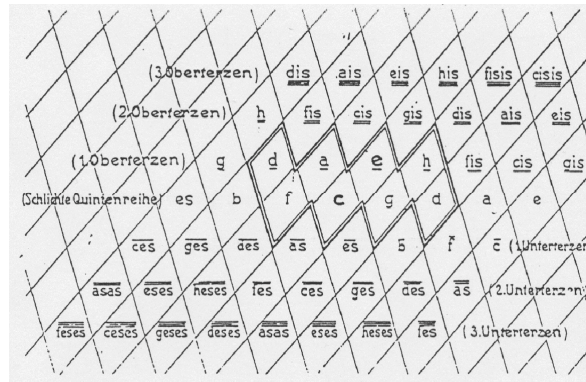 (3.Oberterzen) dis ais eis his fisis cisis
(2.Oberterzen) h fis cis gis dis ais eis
(1.Oberterzen) g d a e h fis cis gis
(Schlichte Quintenreihe) es b f c g d a e
ces ges des as es b f c (1.Unterterzen)
asas eses heses fes ces ges des as (2.Unterterzen)
feses ceses geses deses asas eses heses fes (3.Unterterzen)